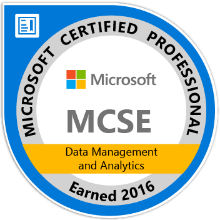 MICROSOFT CERTIFIED PROFESSIONAL
Microsoft
MCSE
Data Management
and Analytics
Earned 2016